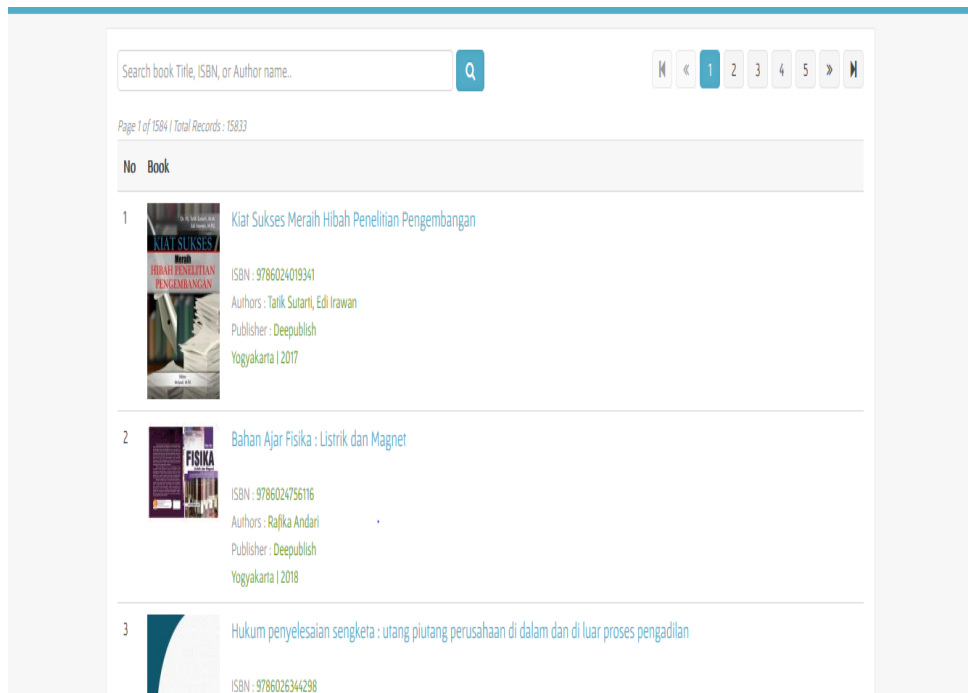 Search book Title, ISBN, or Author name..
« 1 2 3 4 5 »
Page 1 of 1584 | Total Records : 15833
No Book
1
KIAT SUKSES
Meraih
HIBAH PENELITIAN
PENGEMBANGAN
Kiat Sukses Meraih Hibah Penelitian Pengembangan
ISBN : 9786024019341
Authors : Tatik Sutarti, Edi Irawan
Publisher : Deepublish
Yogyakarta | 2017
2
FISIKA
Bahan Ajar Fisika : Listrik dan Magnet
ISBN : 9786024756116
Authors : Rafika Andari
Publisher : Deepublish
Yogyakarta | 2018
3
Hukum penyelesaian sengketa : utang piutang perusahaan di dalam dan di luar proses pengadilan
ISBN : 9786026344298